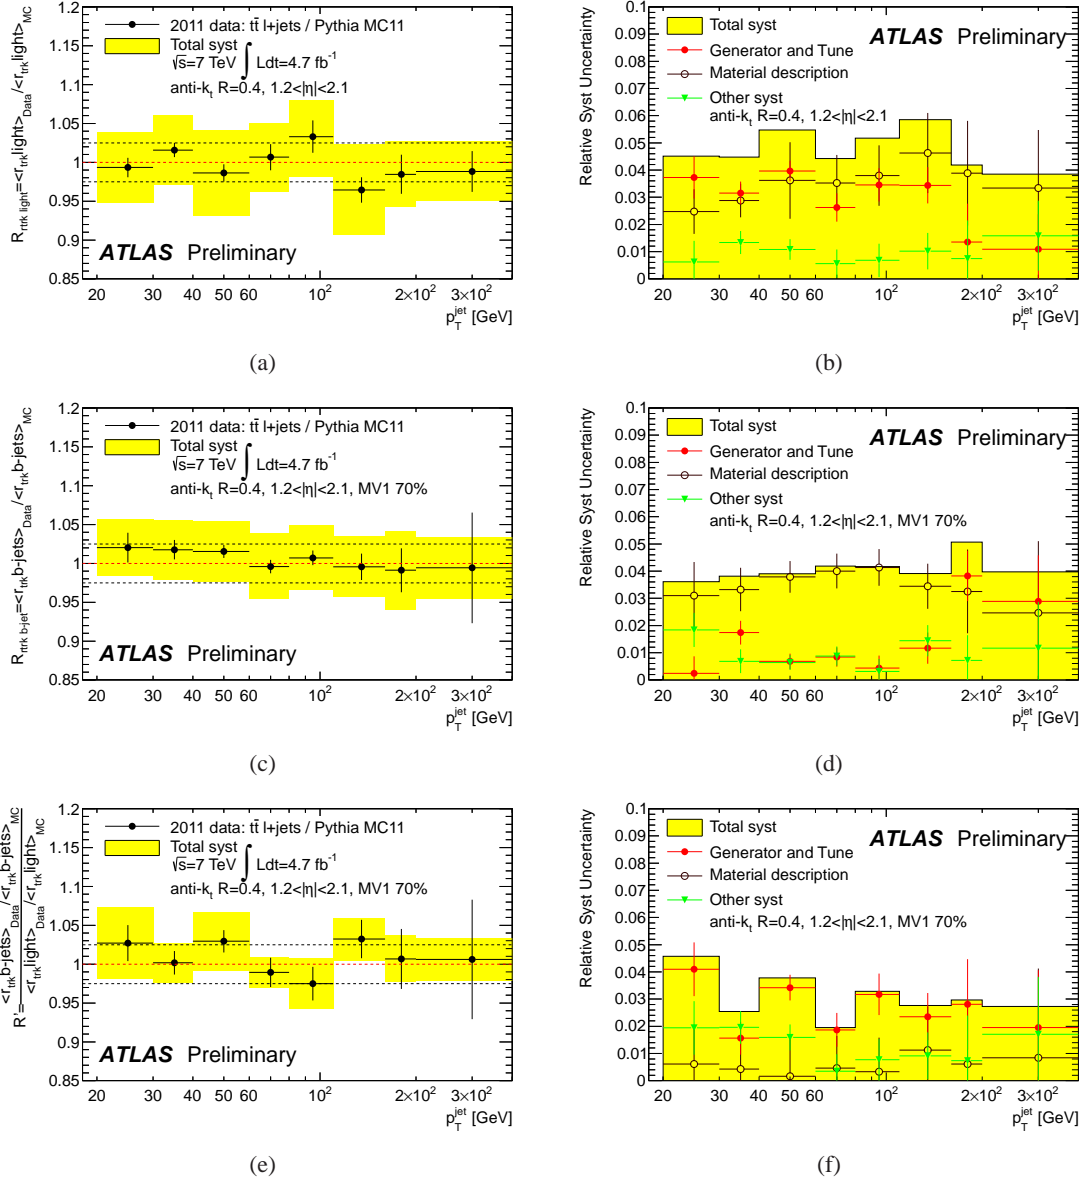 R_rtrk light=<r_trk light>_Data/<r_trk light>_MC
1.2
1.15
1.1
1.05
1
0.95
0.9
0.85
2011 data: tt̄ l+jets / Pythia MC11
Total syst
√s=7 TeV ∫ Ldt=4.7 fb⁻¹
anti-k_t R=0.4, 1.2<|η|<2.1
ATLAS Preliminary
20 30 40 50 60 10² 2×10² 3×10²
p_T^jet [GeV]
(a)
Relative Syst Uncertainty
0.1
0.09
0.08
0.07
0.06
0.05
0.04
0.03
0.02
0.01
0
Total syst
ATLAS Preliminary
Generator and Tune
Material description
Other syst
anti-k_t R=0.4, 1.2<|η|<2.1
20 30 40 50 60 10² 2×10² 3×10²
p_T^jet [GeV]
(b)
R_rtrk b-jet=<r_trk b-jets>_Data/<r_trk b-jets>_MC
1.2
1.15
1.1
1.05
1
0.95
0.9
0.85
2011 data: tt̄ l+jets / Pythia MC11
Total syst
√s=7 TeV ∫ Ldt=4.7 fb⁻¹
anti-k_t R=0.4, 1.2<|η|<2.1, MV1 70%
ATLAS Preliminary
20 30 40 50 60 10² 2×10² 3×10²
p_T^jet [GeV]
(c)
Relative Syst Uncertainty
0.1
0.09
0.08
0.07
0.06
0.05
0.04
0.03
0.02
0.01
0
Total syst
ATLAS Preliminary
Generator and Tune
Material description
Other syst
anti-k_t R=0.4, 1.2<|η|<2.1, MV1 70%
20 30 40 50 60 10² 2×10² 3×10²
p_T^jet [GeV]
(d)
R'= <r_trk b-jets>_Data/<r_trk b-jets>_MC
<r_trk light>_Data/<r_trk light>_MC
1.2
1.15
1.1
1.05
1
0.95
0.9
0.85
2011 data: tt̄ l+jets / Pythia MC11
Total syst
√s=7 TeV ∫ Ldt=4.7 fb⁻¹
anti-k_t R=0.4, 1.2<|η|<2.1, MV1 70%
ATLAS Preliminary
20 30 40 50 60 10² 2×10² 3×10²
p_T^jet [GeV]
(e)
Relative Syst Uncertainty
0.1
0.09
0.08
0.07
0.06
0.05
0.04
0.03
0.02
0.01
0
Total syst
ATLAS Preliminary
Generator and Tune
Material description
Other syst
anti-k_t R=0.4, 1.2<|η|<2.1, MV1 70%
20 30 40 50 60 10² 2×10² 3×10²
p_T^jet [GeV]
(f)